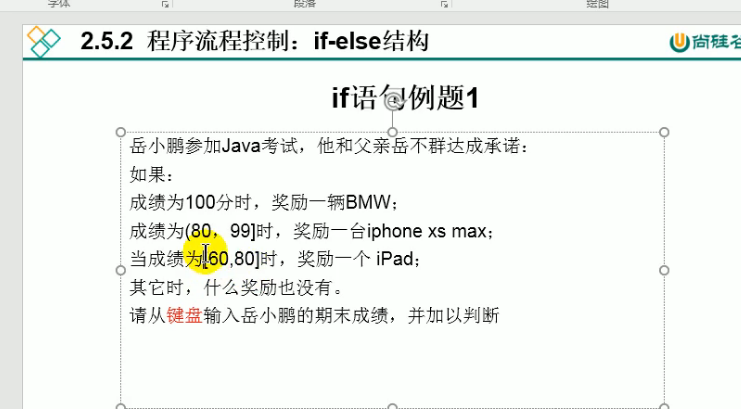 字体
段落
绘图
2.5.2 程序流程控制：if-else结构
尚硅谷
if语句例题1
岳小鹏参加Java考试，他和父亲岳不群达成承诺：
如果：
成绩为100分时，奖励一辆BMW；
成绩为(80，99]时，奖励一台iphone xs max；
当成绩为[60,80]时，奖励一个 iPad；
其它时，什么奖励也没有。
请从键盘输入岳小鹏的期末成绩，并加以判断